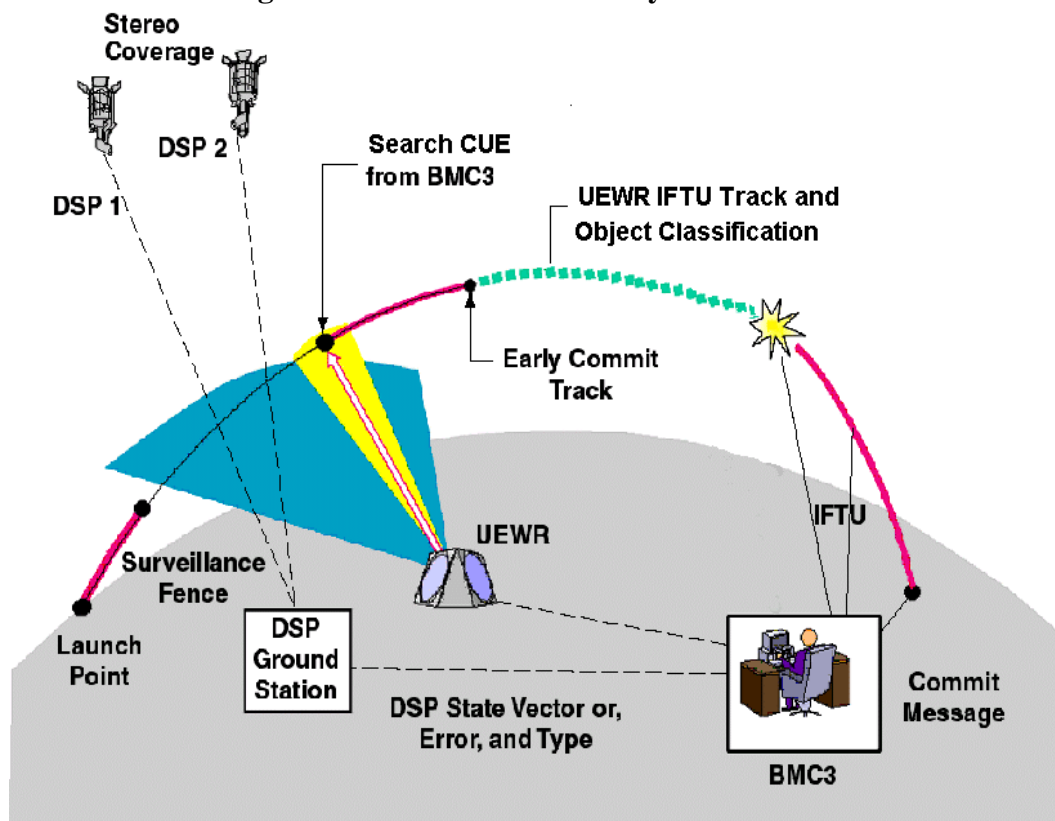 Stereo
Coverage
DSP 2
DSP 1
Search CUE
from BMC3
UEWR IFTU Track and
Object Classification
Early Commit
Track
UEWR
IFTU
Surveillance
Fence
Launch
Point
DSP
Ground
Station
DSP State Vector or,
Error, and Type
Commit
Message
BMC3